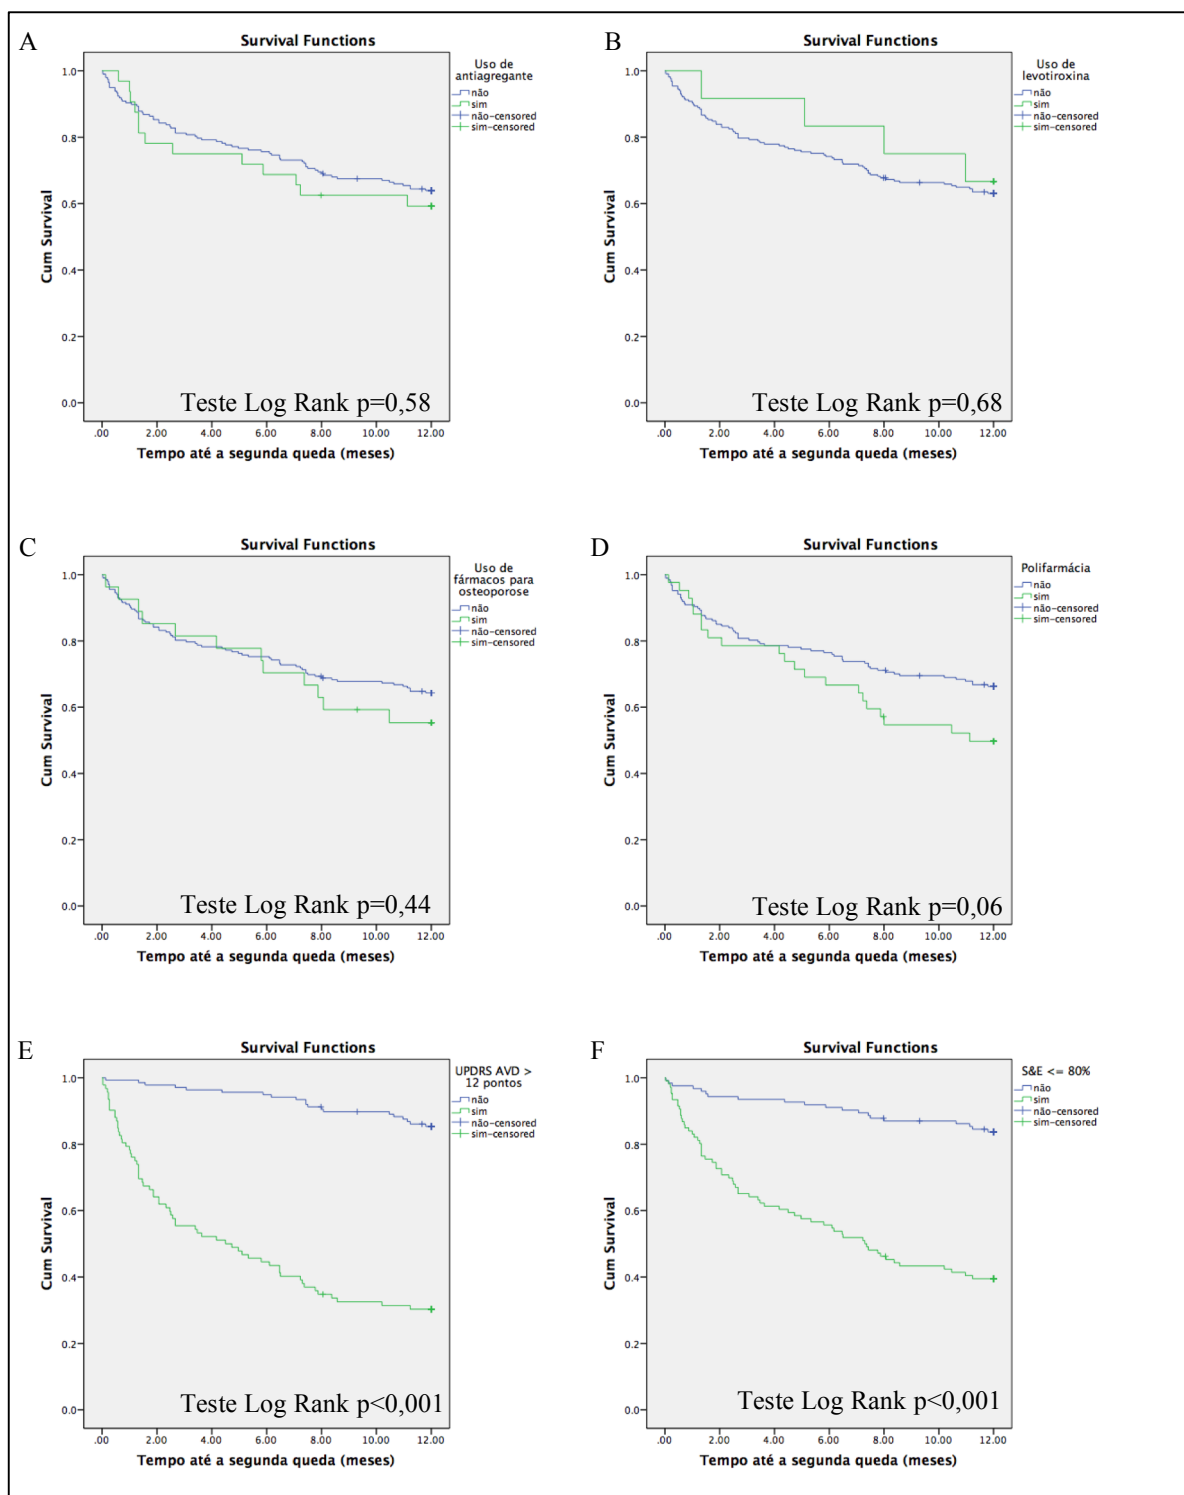 A
Survival Functions
Uso de
antiagregante
não
sim
não-censored
sim-censored
Cum Survival
1.0
0.8
0.6
0.4
0.2
0.0
Teste Log Rank p=0,58
.00 2.00 4.00 6.00 8.00 10.00 12.00
Tempo até a segunda queda (meses)
B
Survival Functions
Uso de
levotiroxina
não
sim
não-censored
sim-censored
Cum Survival
1.0
0.8
0.6
0.4
0.2
0.0
Teste Log Rank p=0,68
.00 2.00 4.00 6.00 8.00 10.00 12.00
Tempo até a segunda queda (meses)
C
Survival Functions
Uso de
fármacos para
osteoporose
não
sim
não-censored
sim-censored
Cum Survival
1.0
0.8
0.6
0.4
0.2
0.0
Teste Log Rank p=0,44
.00 2.00 4.00 6.00 8.00 10.00 12.00
Tempo até a segunda queda (meses)
D
Survival Functions
Polifarmácia
não
sim
não-censored
sim-censored
Cum Survival
1.0
0.8
0.6
0.4
0.2
0.0
Teste Log Rank p=0,06
.00 2.00 4.00 6.00 8.00 10.00 12.00
Tempo até a segunda queda (meses)
E
Survival Functions
UPDRS AVD >
12 pontos
não
sim
não-censored
sim-censored
Cum Survival
1.0
0.8
0.6
0.4
0.2
0.0
Teste Log Rank p<0,001
.00 2.00 4.00 6.00 8.00 10.00 12.00
Tempo até a segunda queda (meses)
F
Survival Functions
S&E <= 80%
não
sim
não-censored
sim-censored
Cum Survival
1.0
0.8
0.6
0.4
0.2
0.0
Teste Log Rank p<0,001
.00 2.00 4.00 6.00 8.00 10.00 12.00
Tempo até a segunda queda (meses)